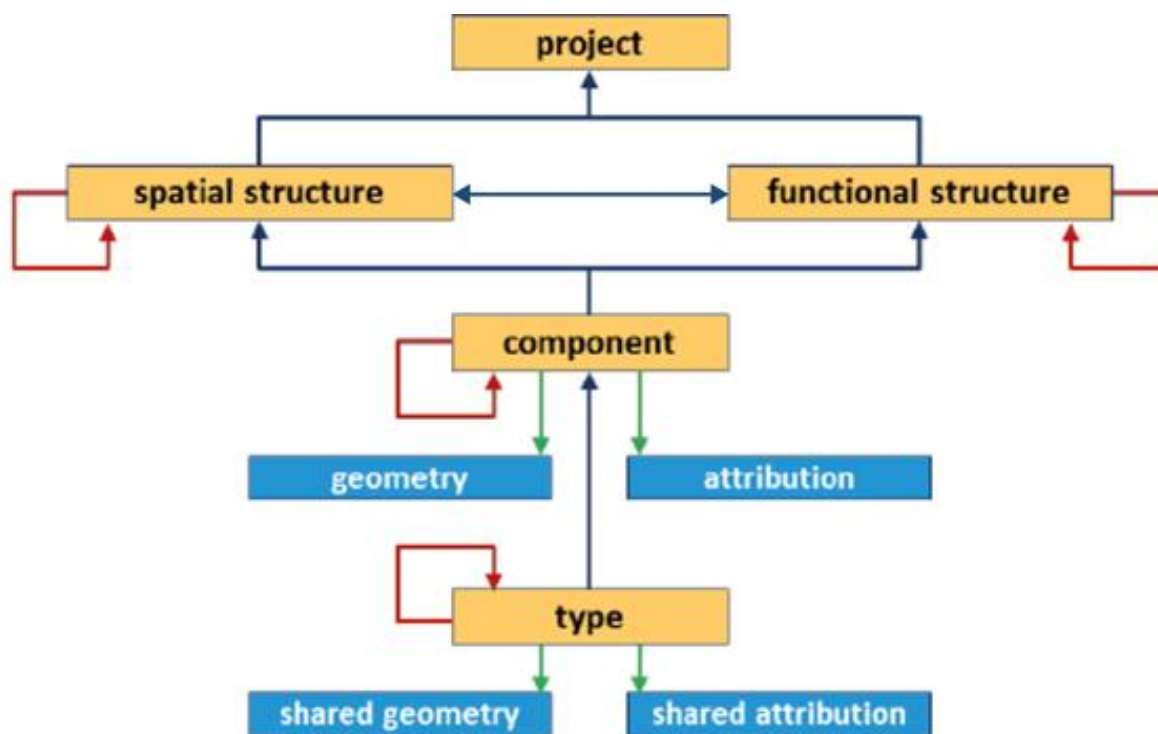 project
spatial structure
functional structure
component
geometry
attribution
type
shared geometry
shared attribution